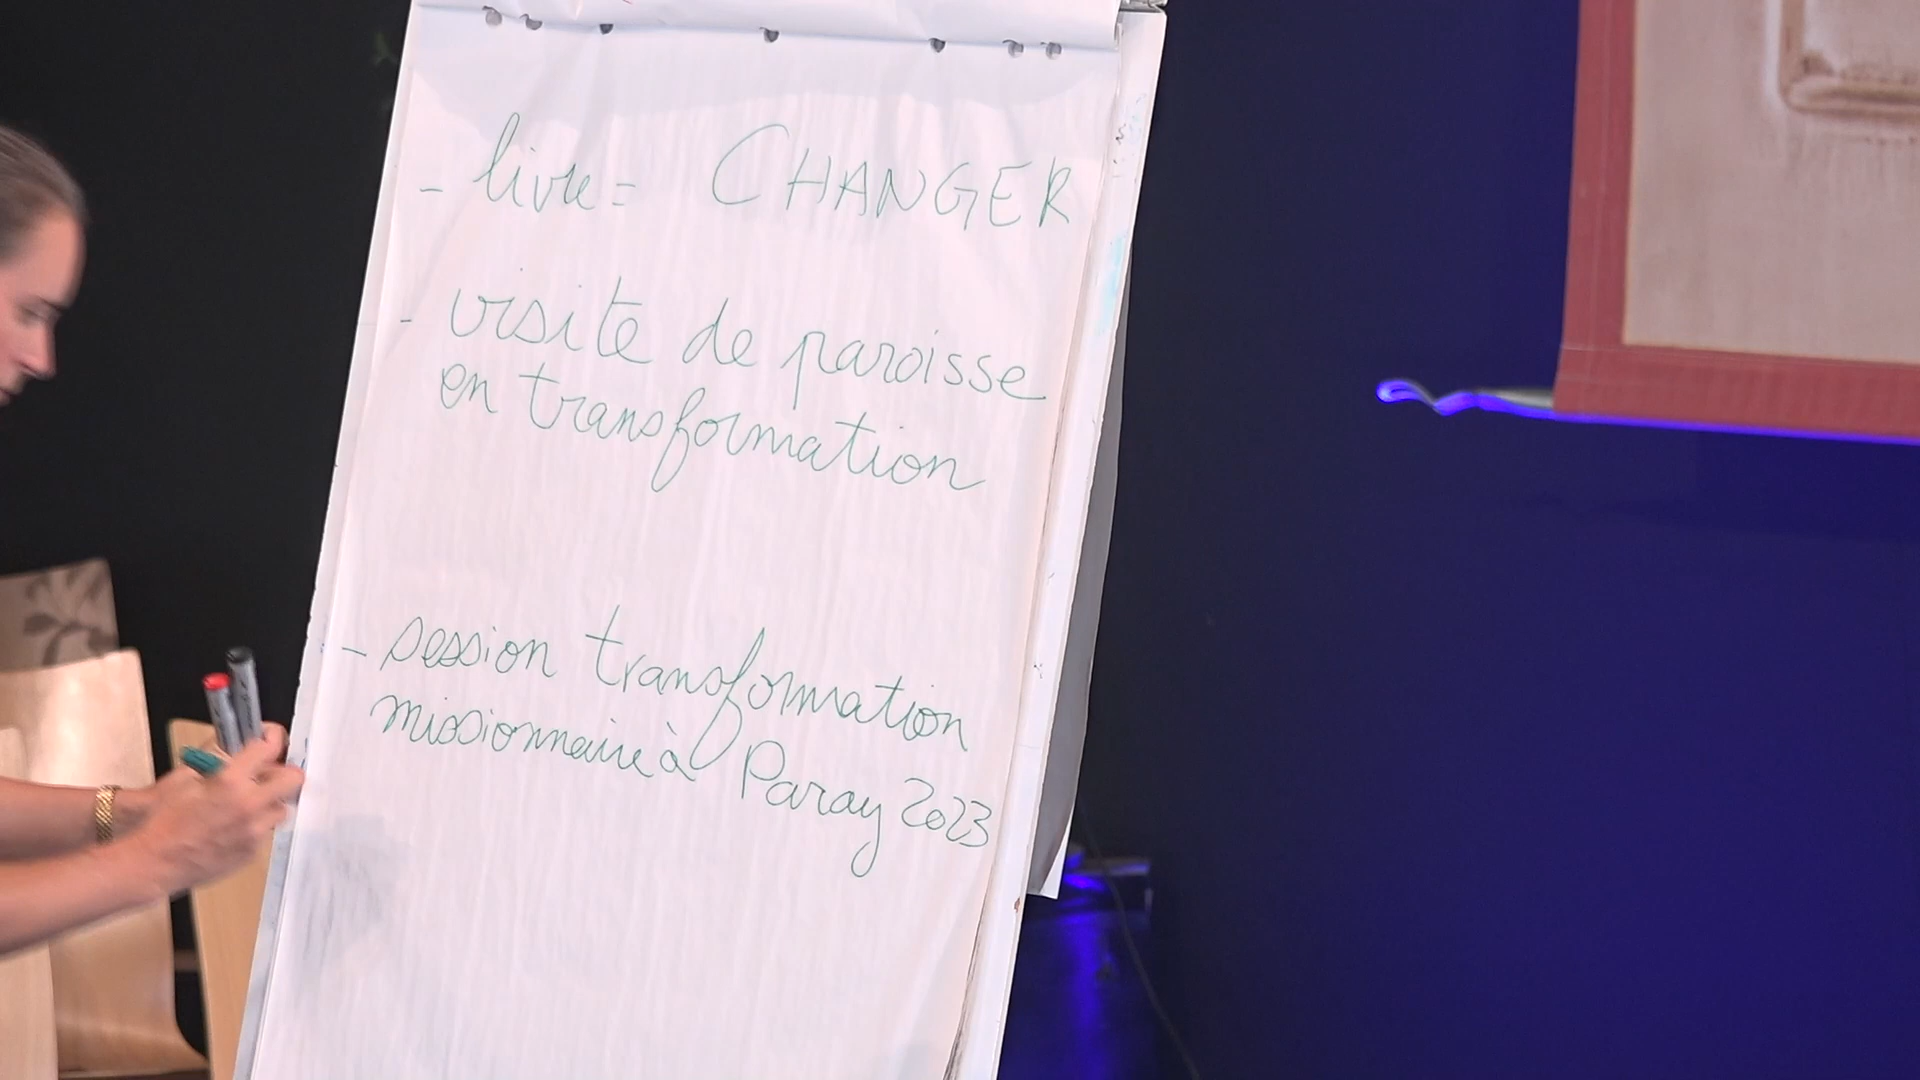 - livre = CHANGER
- visite de paroisse
en transformation
- session transformation
missionnaire à Paray 2023